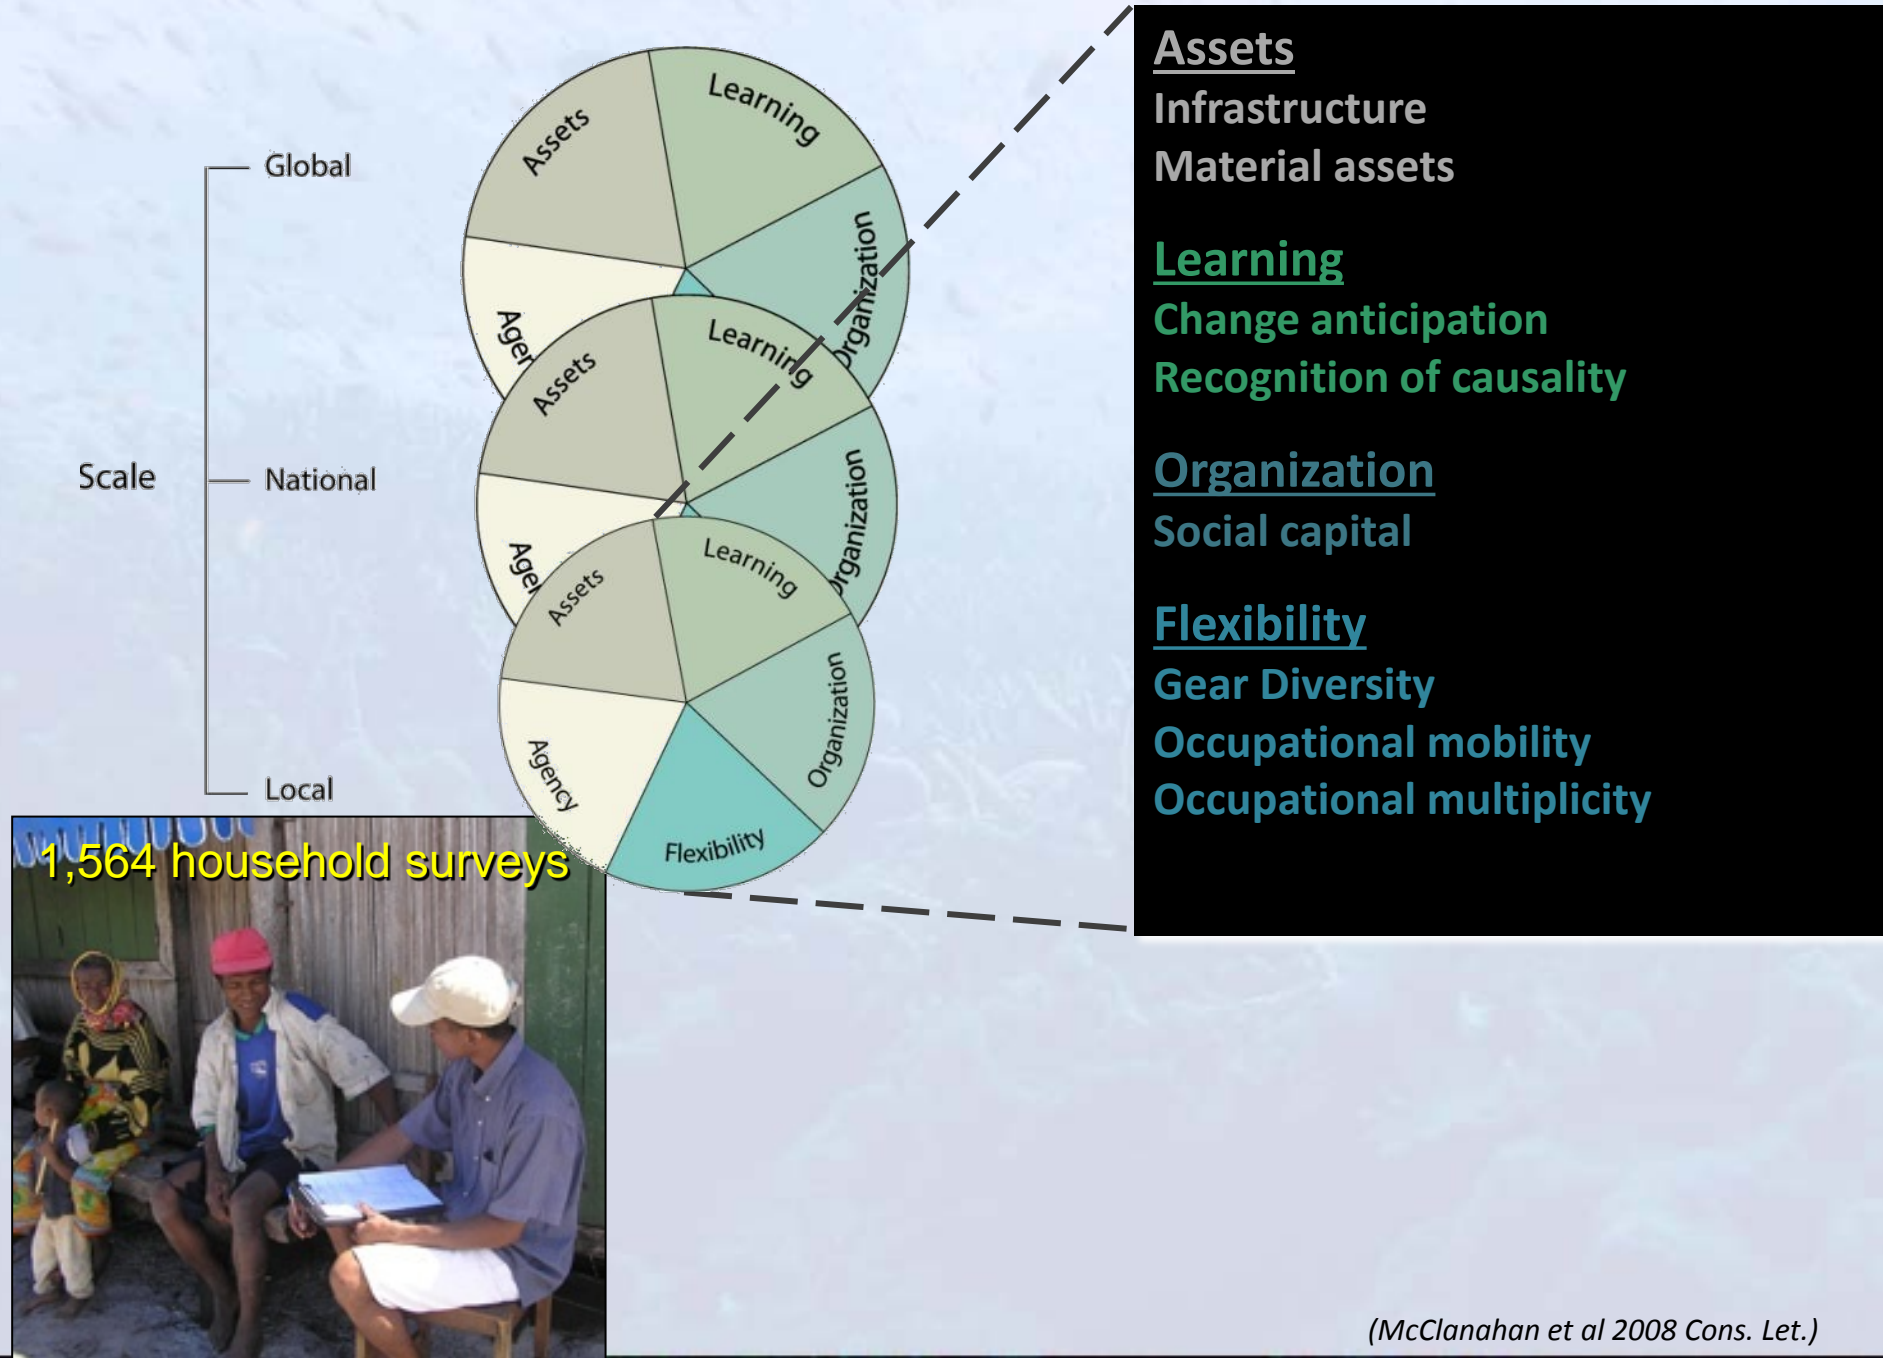 Scale
Global
National
Local
Assets
Learning
Organization
Assets
Learning
Organization
Assets
Learning
Organization
Agency
Flexibility
1,564 household surveys
Assets
Infrastructure
Material assets
Learning
Change anticipation
Recognition of causality
Organization
Social capital
Flexibility
Gear Diversity
Occupational mobility
Occupational multiplicity
(McClanahan et al 2008 Cons. Let.)